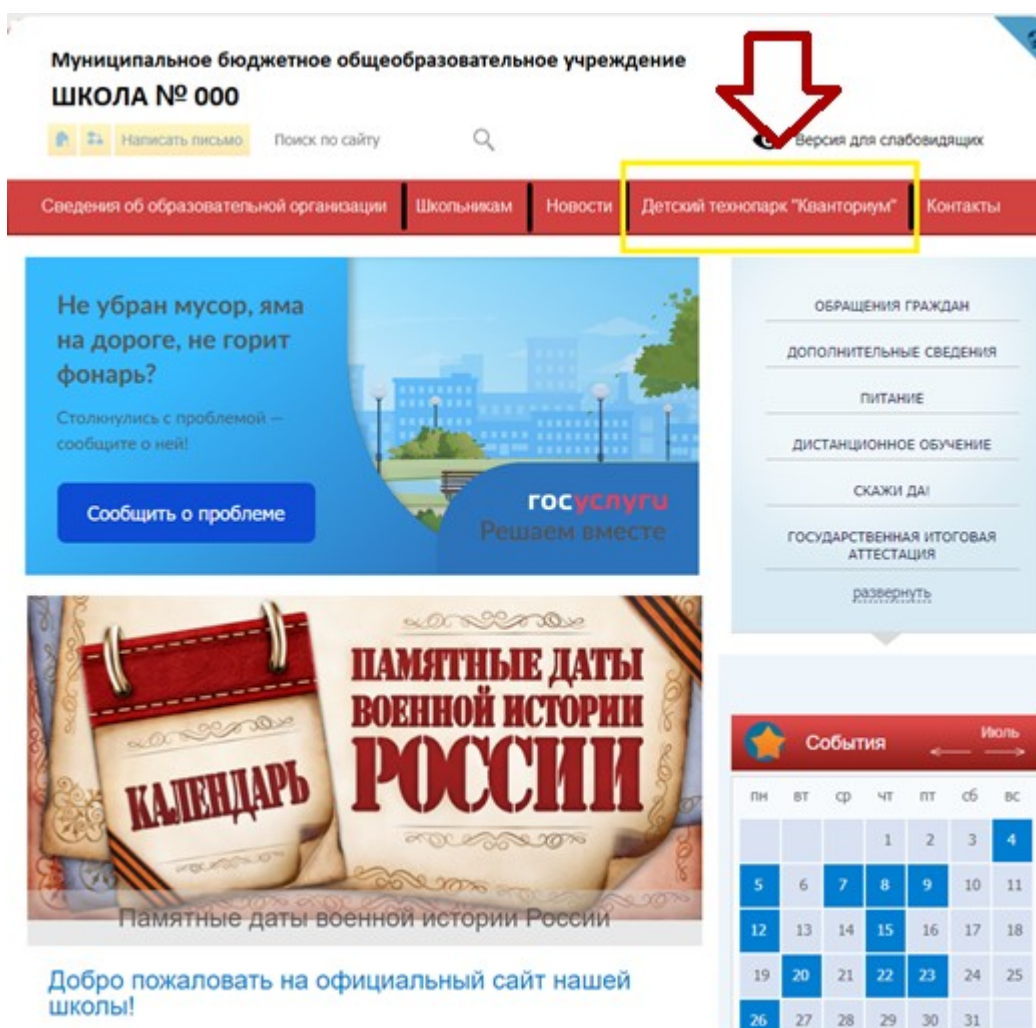 Муниципальное бюджетное общеобразовательное учреждение
ШКОЛА № 000
Написать письмо Поиск по сайту
Версия для слабовидящих
Сведения об образовательной организации Школьникам Новости Детский технопарк "Кванториум" Контакты
Не убран мусор, яма
на дороге, не горит
фонарь?
Столкнулись с проблемой —
сообщите о ней!
Сообщить о проблеме
госуслуги
Решаем вместе
ОБРАЩЕНИЯ ГРАЖДАН
ДОПОЛНИТЕЛЬНЫЕ СВЕДЕНИЯ
ПИТАНИЕ
ДИСТАНЦИОННОЕ ОБУЧЕНИЕ
СКАЖИ ДА!
ГОСУДАРСТВЕННАЯ ИТОГОВАЯ
АТТЕСТАЦИЯ
развернуть
КАЛЕНДАРЬ
ПАМЯТНЫЕ ДАТЫ
ВОЕННОЙ ИСТОРИИ
РОССИИ
Памятные даты военной истории России
Добро пожаловать на официальный сайт нашей
школы!
События
Июль
пн вт ср чт пт сб вс
1 2 3 4
5 6 7 8 9 10 11
12 13 14 15 16 17 18
19 20 21 22 23 24 25
26 27 28 29 30 31